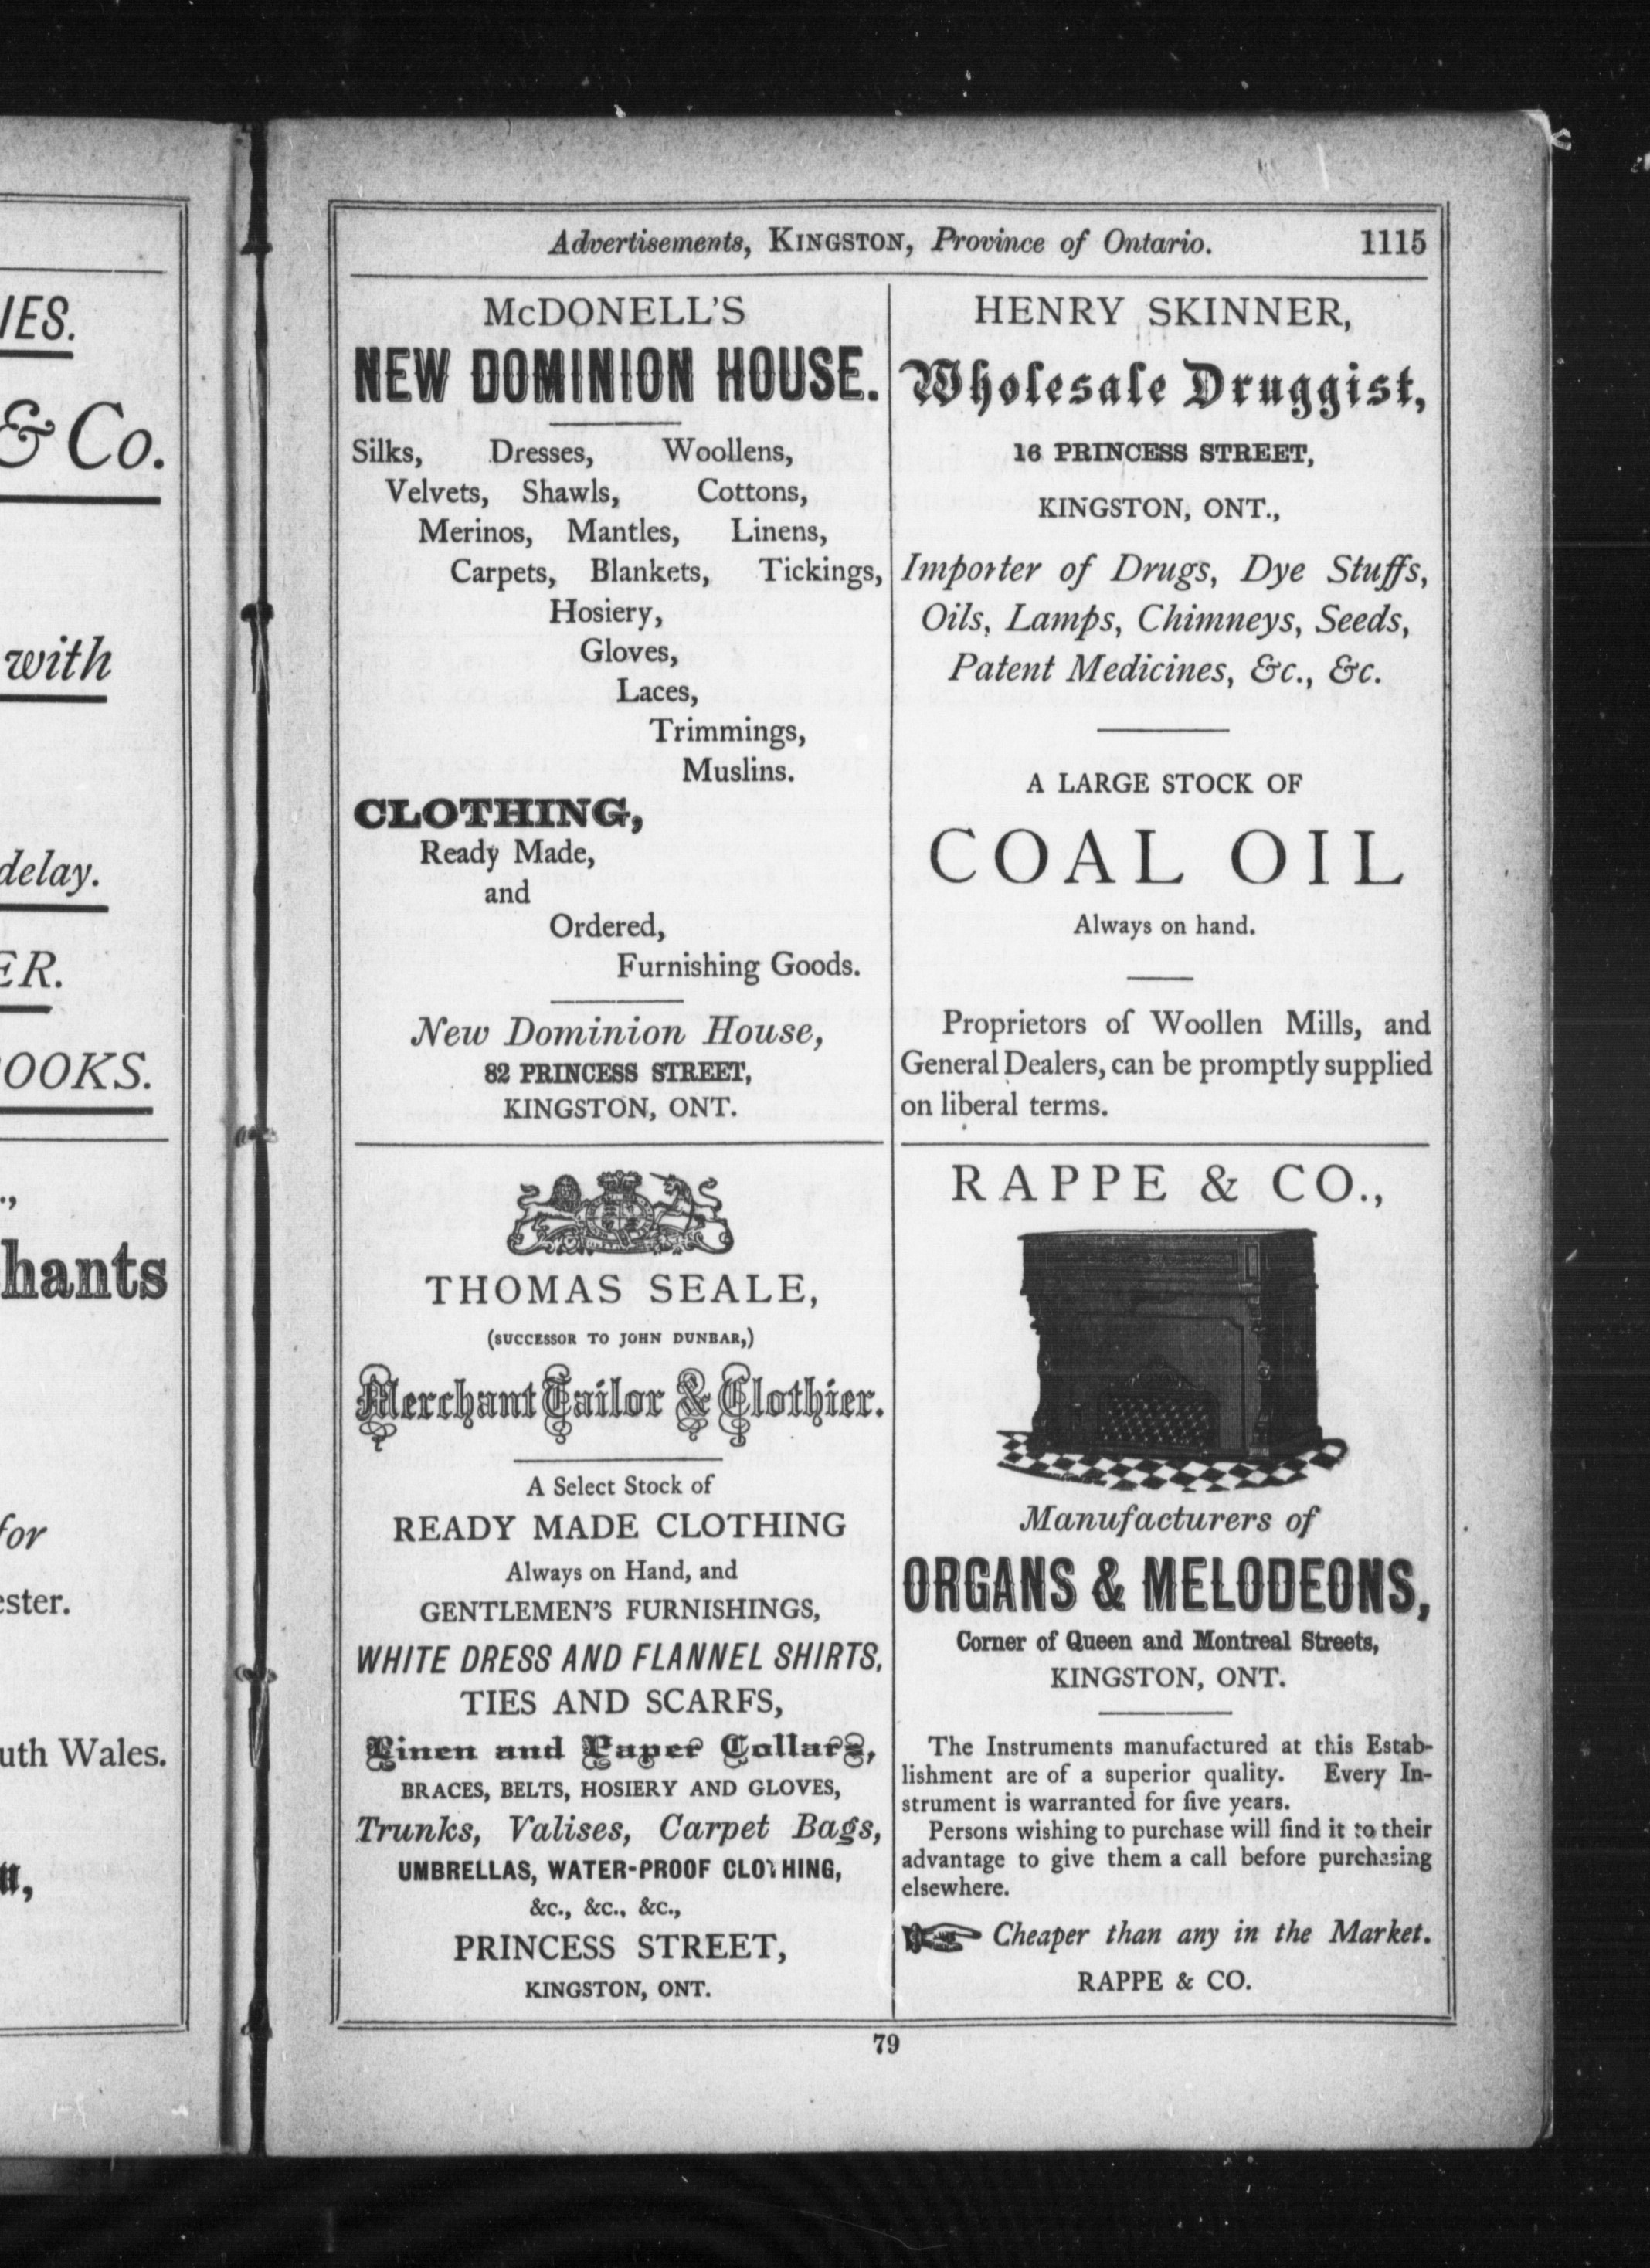 IES.
& Co.
with
delay.
ER.
OOKS.
hants
for
ester.
uth Wales.
Advertisements, KINGSTON, Province of Ontario. 1115
McDONELL'S
NEW DOMINION HOUSE.
Silks, Dresses, Woollens,
Velvets, Shawls, Cottons,
Merinos, Mantles, Linens,
Carpets, Blankets, Tickings,
Hosiery,
Gloves,
Laces,
Trimmings,
Muslins.
CLOTHING,
Ready Made,
and
Ordered,
Furnishing Goods.
New Dominion House,
82 PRINCESS STREET,
KINGSTON, ONT.
THOMAS SEALE,
(SUCCESSOR TO JOHN DUNBAR,)
Merchant Tailor & Clothier.
A Select Stock of
READY MADE CLOTHING
Always on Hand, and
GENTLEMEN'S FURNISHINGS,
WHITE DRESS AND FLANNEL SHIRTS,
TIES AND SCARFS,
Linen and Paper Collars,
BRACES, BELTS, HOSIERY AND GLOVES,
Trunks, Valises, Carpet Bags,
UMBRELLAS, WATER-PROOF CLOTHING,
&c., &c., &c.,
PRINCESS STREET,
KINGSTON, ONT.
HENRY SKINNER,
Wholesale Druggist,
16 PRINCESS STREET,
KINGSTON, ONT.,
Importer of Drugs, Dye Stuffs,
Oils, Lamps, Chimneys, Seeds,
Patent Medicines, &c., &c.
A LARGE STOCK OF
COAL OIL
Always on hand.
Proprietors of Woollen Mills, and
General Dealers, can be promptly supplied
on liberal terms.
RAPPE & CO.,
Manufacturers of
ORGANS & MELODEONS,
Corner of Queen and Montreal Streets,
KINGSTON, ONT.
The Instruments manufactured at this Estab-
lishment are of a superior quality. Every In-
strument is warranted for five years.
Persons wishing to purchase will find it to their
advantage to give them a call before purchasing
elsewhere.
☞ Cheaper than any in the Market.
RAPPE & CO.
79